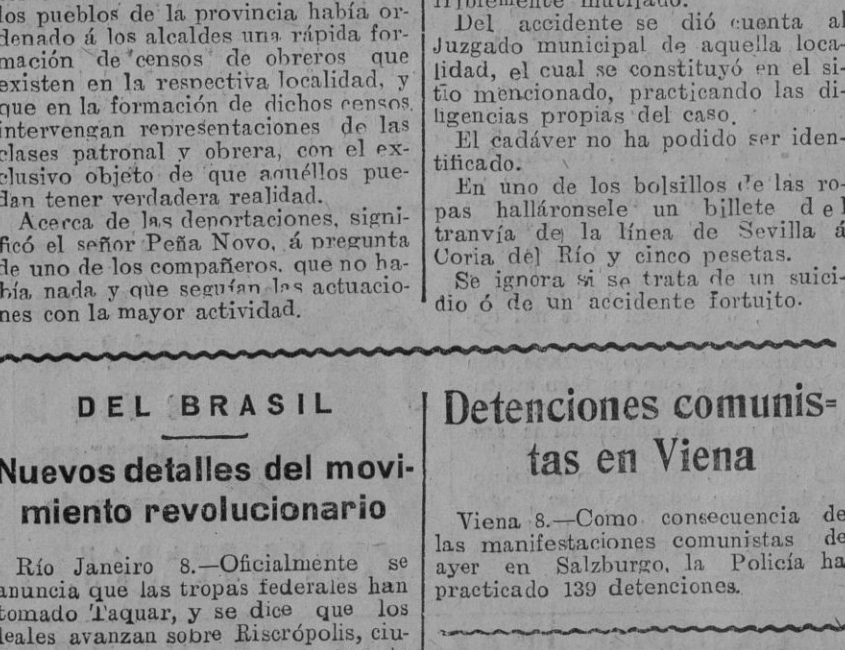 los pueblos de la provincia había or-
denado á los alcaldes una rápida for-
mación de censos de obreros que
existen en la respectiva localidad, y
que en la formación de dichos censos,
intervengan representaciones de las
clases patronal y obrera, con el ex-
clusivo objeto de que aquéllos pue-
dan tener verdadera realidad.
Acerca de las deportaciones, signi-
ficó el señor Peña Novo, á pregunta
de uno de los compañeros, que no ha-
bía nada y que seguían las actuacio-
nes con la mayor actividad.
Del accidente se dió cuenta al
Juzgado municipal de aquella loca-
lidad, el cual se constituyó en el si-
tio mencionado, practicando las di-
ligencias propias del caso.
El cadáver no ha podido ser iden-
tificado.
En uno de los bolsillos de las ro-
pas halláronsele un billete del
tranvía de la línea de Sevilla á
Coria del Río y cinco pesetas.
Se ignora si se trata de un suici-
dio ó de un accidente fortuito.
DEL BRASIL
Nuevos detalles del movi-
miento revolucionario
Río Janeiro 8.—Oficialmente se
anuncia que las tropas federales han
tomado Taquar, y se dice que los
leales avanzan sobre Riscrópolis, ciu-
Detenciones comunis-
tas en Viena
Viena 8.—Como consecuencia de
las manifestaciones comunistas de
ayer en Salzburgo, la Policía ha
practicado 139 detenciones.